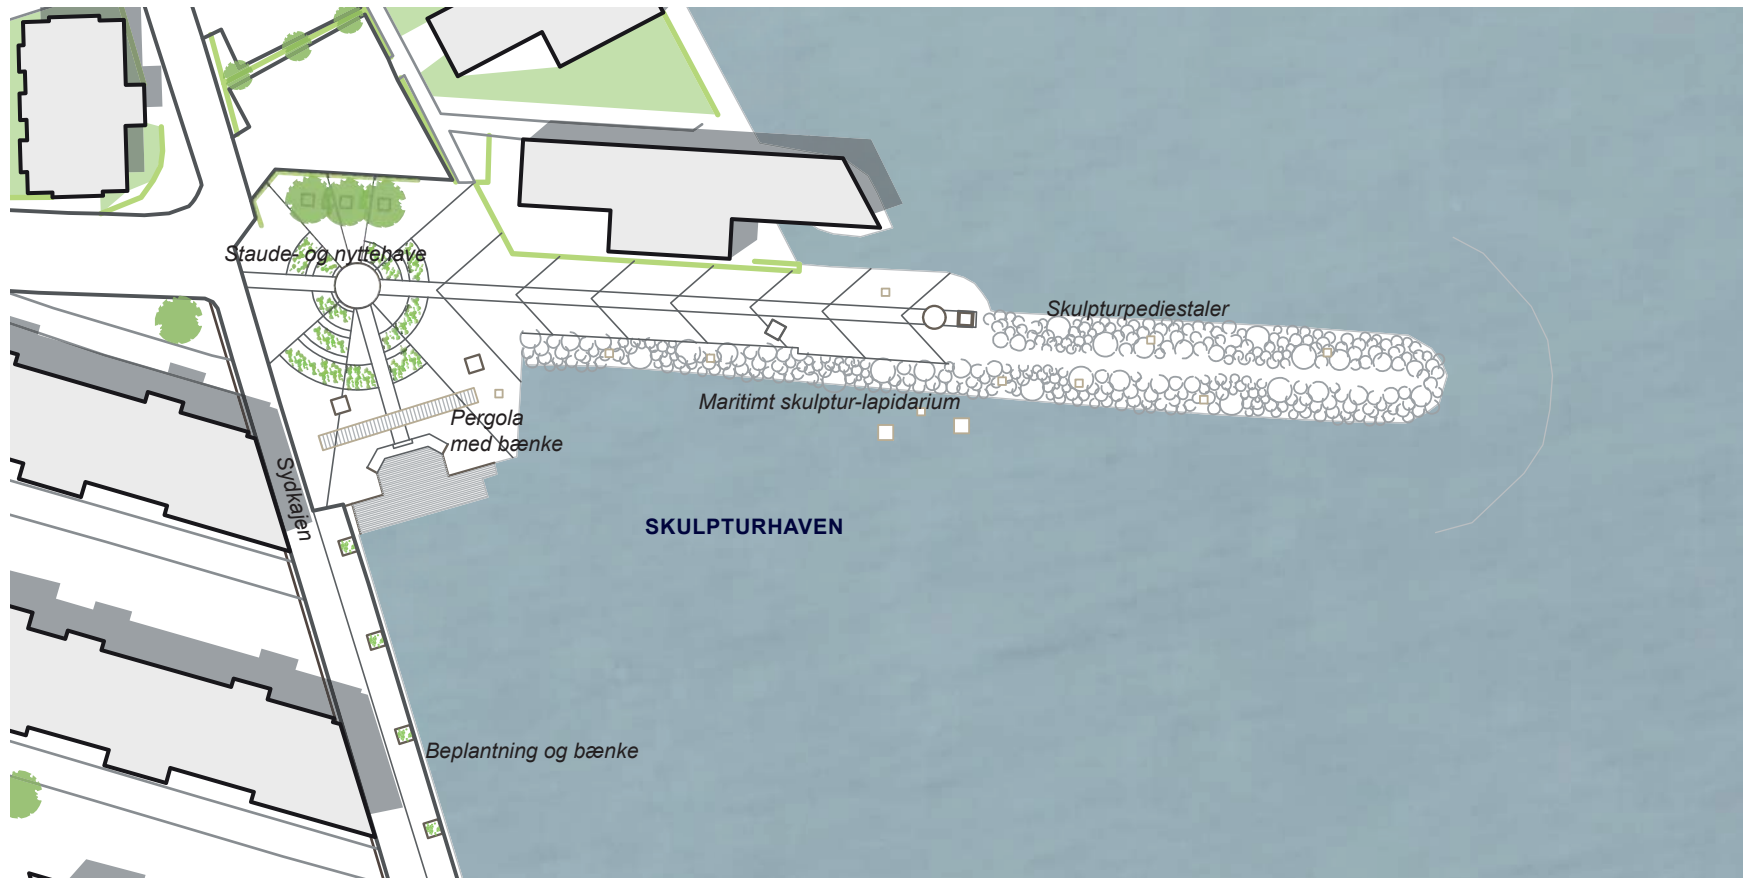 Staude- og nyttehave
Skulpturpediestaler
Maritimt skulptur-lapidarium
Pergola
med bænke
Sydkajen
SKULPTURHAVEN
Beplantning og bænke